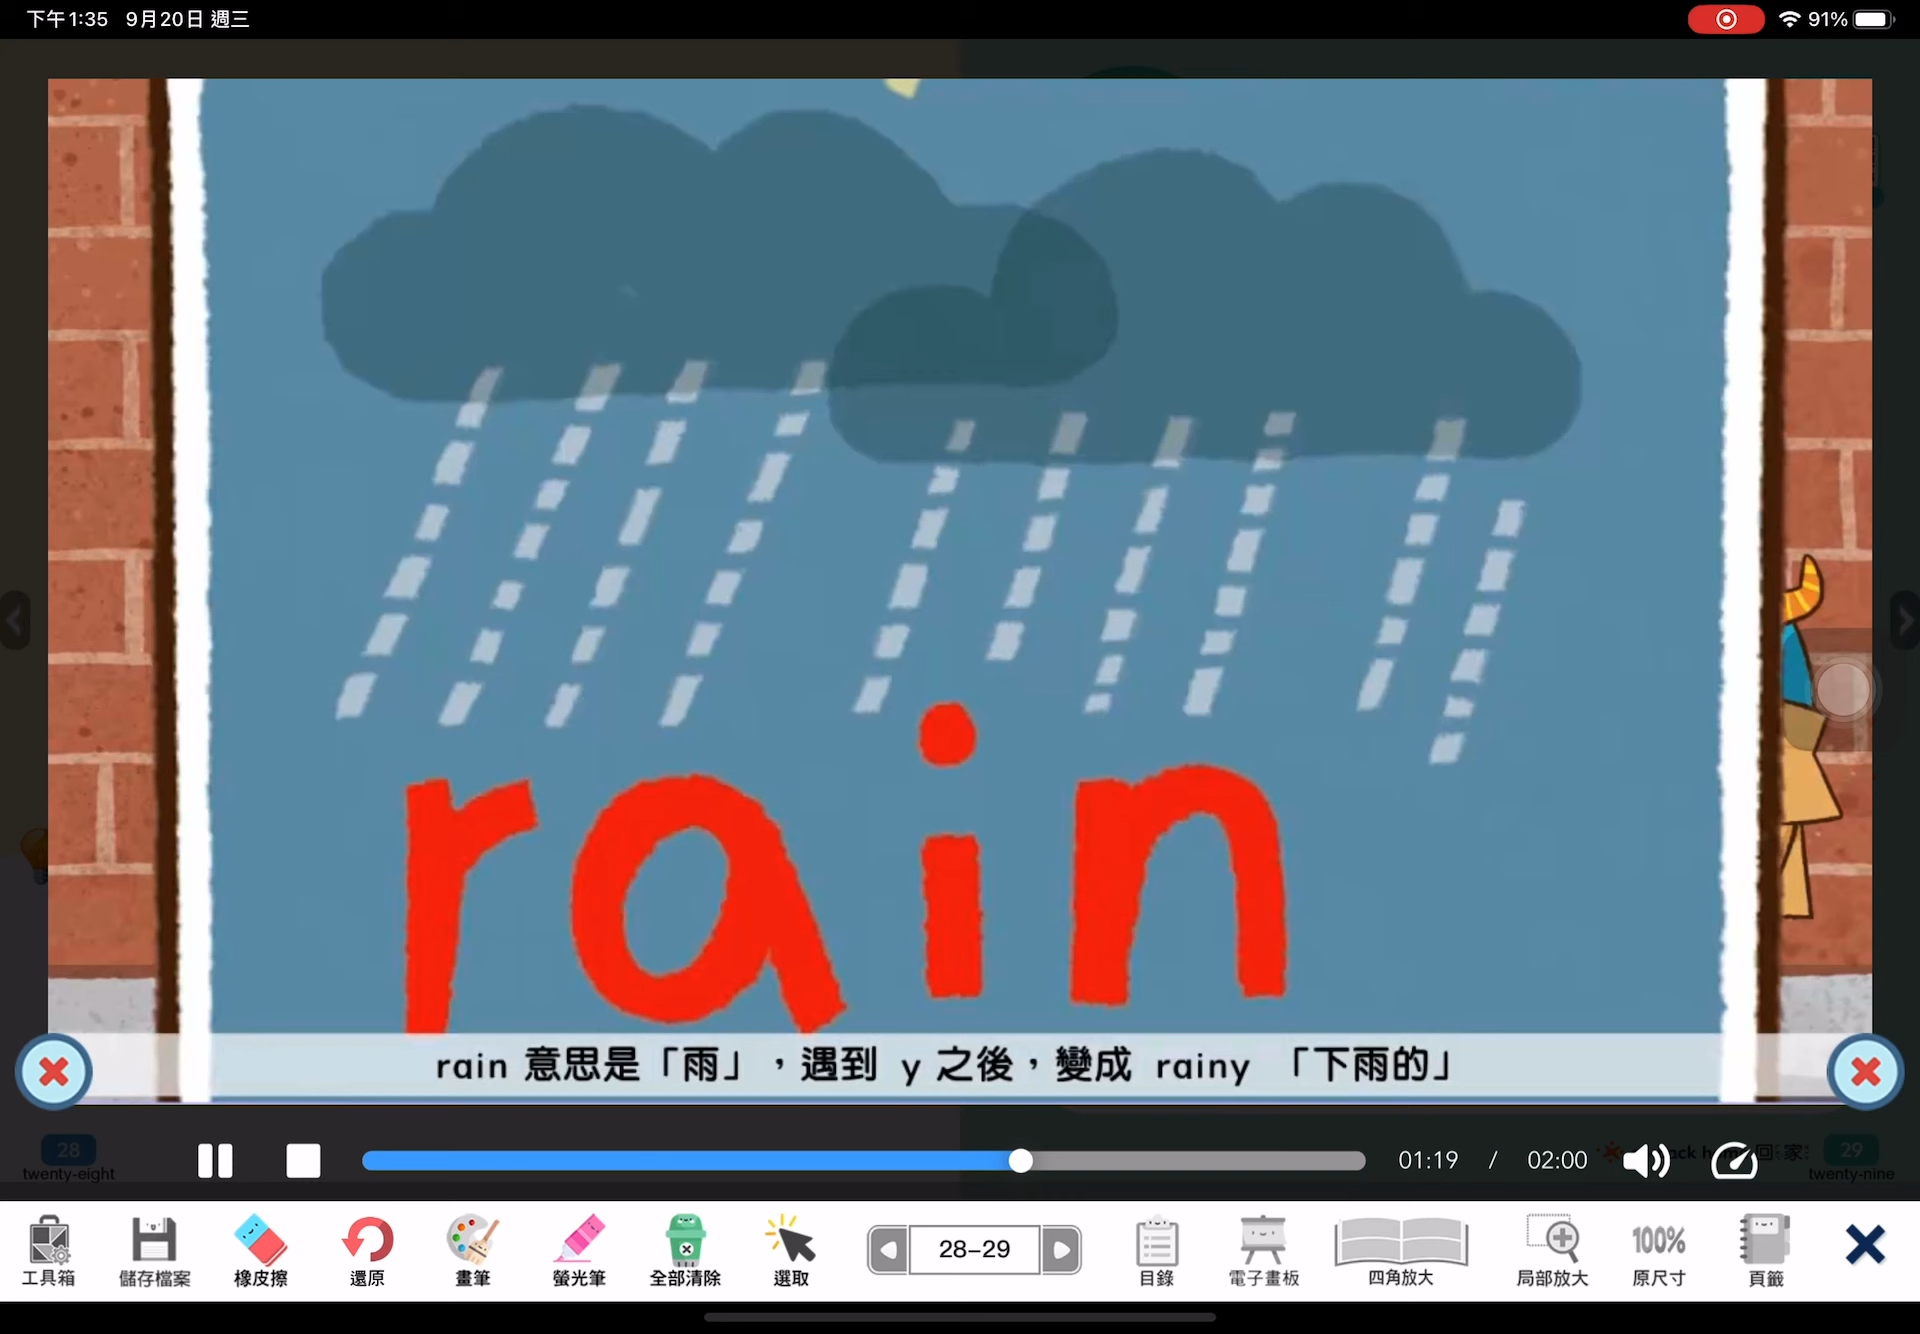 下午1:35 9月20日 週三
91%
rain
rain 意思是「雨」，遇到 y 之後，變成 rainy 「下雨的」
28
twenty-eight
01:19 / 02:00
回家
29
twenty-nine
工具箱
儲存檔案
橡皮擦
還原
畫筆
螢光筆
全部清除
選取
28-29
目錄
電子畫板
四角放大
局部放大
100%
原尺寸
頁籤